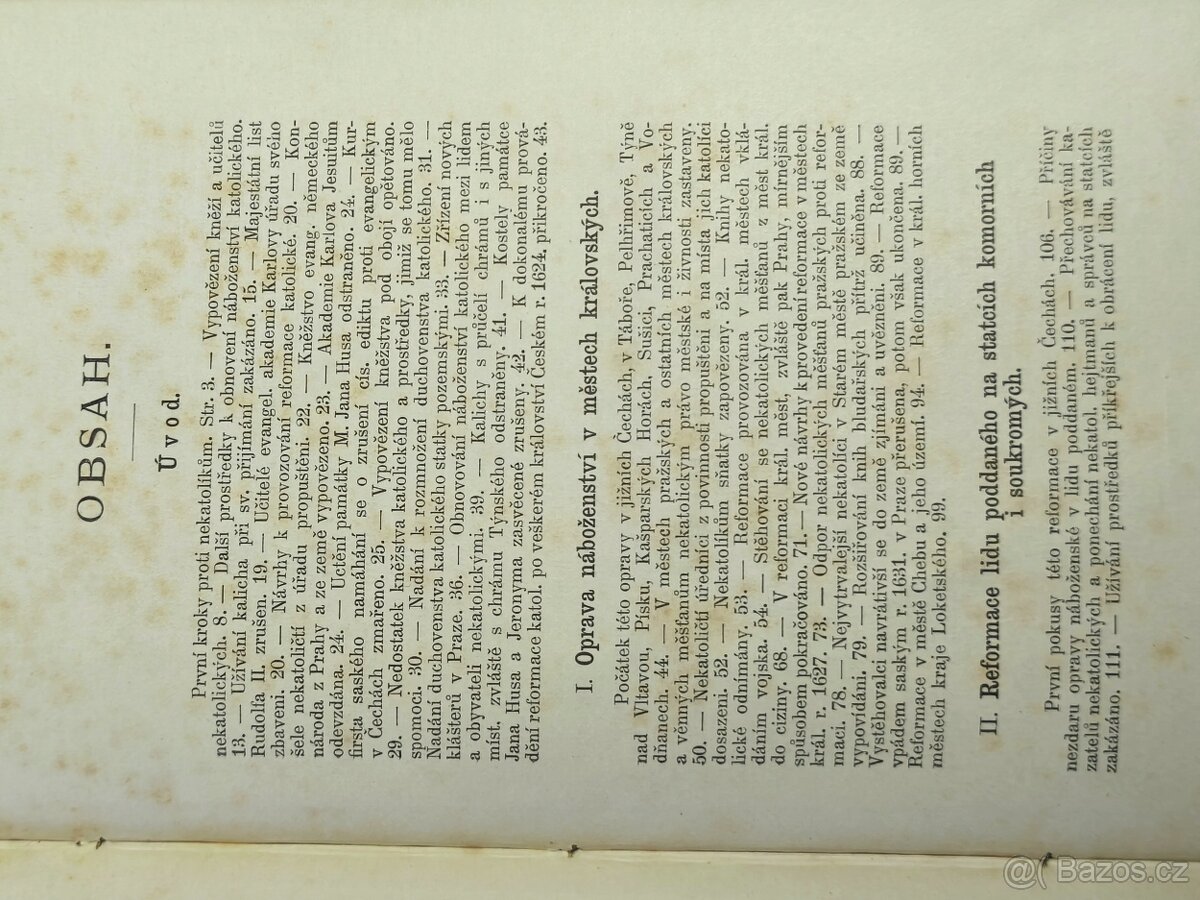 OBSAH.
Úvod.
První kroky proti nekatolíkům. Str. 3. — Vypovězení kněží a učitelů
nekatolických. 8. — Další prostředky k obnovení náboženství katolického.
13. — Užívání kalicha při sv. přijímání zakázáno. 15. — Majestátní list
Rudolfa II. zrušen. 19. — Učitelé evangel. akademie Karlovy úřadu svého
zbaveni. 20. — Návrhy k provozování reformace katolické. 20. — Kon-
šele nekatoličtí z úřadu propuštěni. 22. — Kněžstvo evang. německého
národa z Prahy a ze země vypovězeno. 23. — Akademie Karlova Jesuitům
odevzdána. 24. — Uctění památky M. Jana Husa odstraněno. 24. — Kur-
firsta saského namáhání se o zrušení cís. ediktu proti evangelickým
v Čechách zmařeno. 25. — Vypovězení kněžstva pod obojí opětováno.
29. — Nedostatek kněžstva katolického a prostředky, jimiž se tomu mělo
spomoci. 30. — Nadání k rozmnožení duchovenstva katolického. 31. —
Nadání duchovenstva katolického statky pozemskými. 33. — Zřízení nových
klášterů v Praze. 36. — Obnovování náboženství katolického mezi lidem
a obyvateli nekatolickými. 39. — Kalichy s průčelí chrámů i s jiných
míst, zvláště s chrámu Týnského odstraněny. 41. — Kostely památce
Jana Husa a Jeronyma zasvěcené zrušeny. 42. — K dokonalému prová-
dění reformace katol. po veškerém království Českém r. 1624. přikročeno. 43.
I. Oprava náboženství v městech královských.
Počátek této opravy v jižních Čechách, v Táboře, Pelhřimově, Týně
nad Vltavou, Písku, Kašparských Horách, Sušici, Prachaticích a Vo-
dňanech. 44. — V městech pražských a ostatních městech královských
a věnných měšťanům nekatolickým právo městské i živnosti zastaveny.
50. — Nekatoličtí úředníci z povinností propuštěni a na místa jich katolíci
dosazeni. 52. — Nekatolíkům sňatky zapovězeny. 52. — Knihy nekato-
lické odnímány. 53. — Reformace provozována v král. městech vklá-
dáním vojska. 54. — Stěhování se nekatolických měšťanů z měst král.
do ciziny. 68. — V reformaci král. měst, zvláště pak Prahy, mírnějším
spůsobem pokračováno. 71. — Nové návrhy k provedení reformace v městech
král. r. 1627. 73. — Odpor nekatolických měšťanů pražských proti refor-
maci. 78. — Nejvytrvalejší nekatolíci v Starém městě pražském ze země
vypovídáni. 79. — Rozšiřování knih bludařských přítrž učiněna. 88. —
Vystěhovalci navrátivší se do země zjímáni a uvězněni. 89. — Reformace
vpádem saským r. 1631. v Praze přerušena, potom však ukončena. 89. —
Reformace v městě Chebu a jeho území. 94. — Reformace v král. horních
městech kraje Loketského. 99.
II. Reformace lidu poddaného na statcích komorních
i soukromých.
První pokusy této reformace v jižních Čechách. 106. — Příčiny
nezdaru opravy náboženské v lidu poddaném. 110. — Přechovávání ka-
zatelů nekatolických a ponechání nekatol. hejtmanů a správců na statcích
zakázáno. 111. — Užívání prostředků příkřejších k obrácení lidu, zvláště
@( Bazos.cz